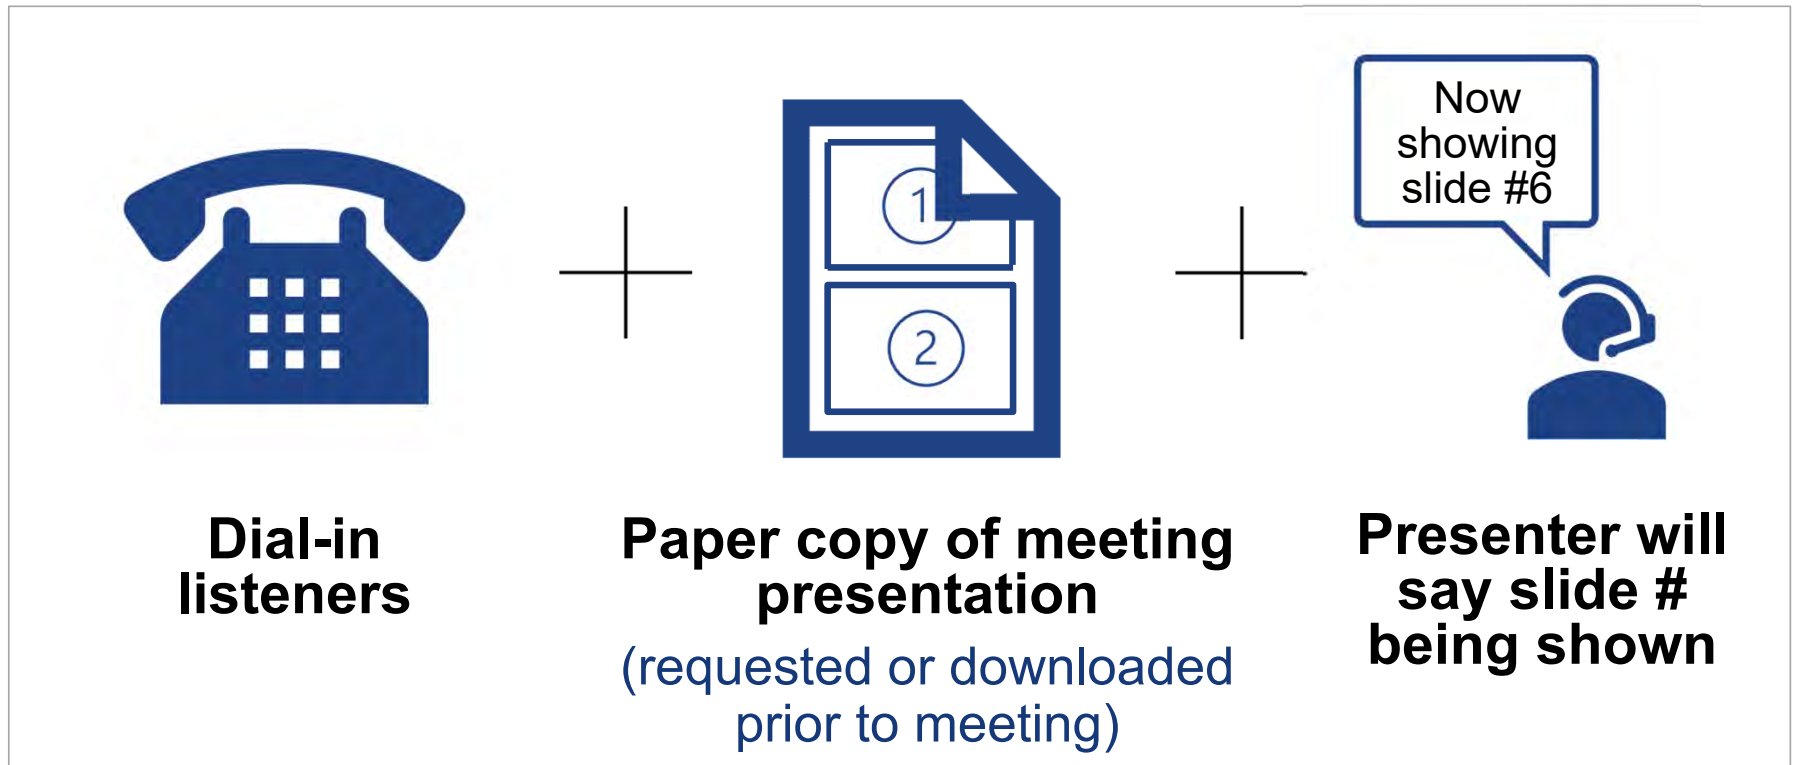 Now
showing
slide #6
1
2
Dial-in
listeners
Paper copy of meeting
presentation
(requested or downloaded
prior to meeting)
Presenter will
say slide #
being shown